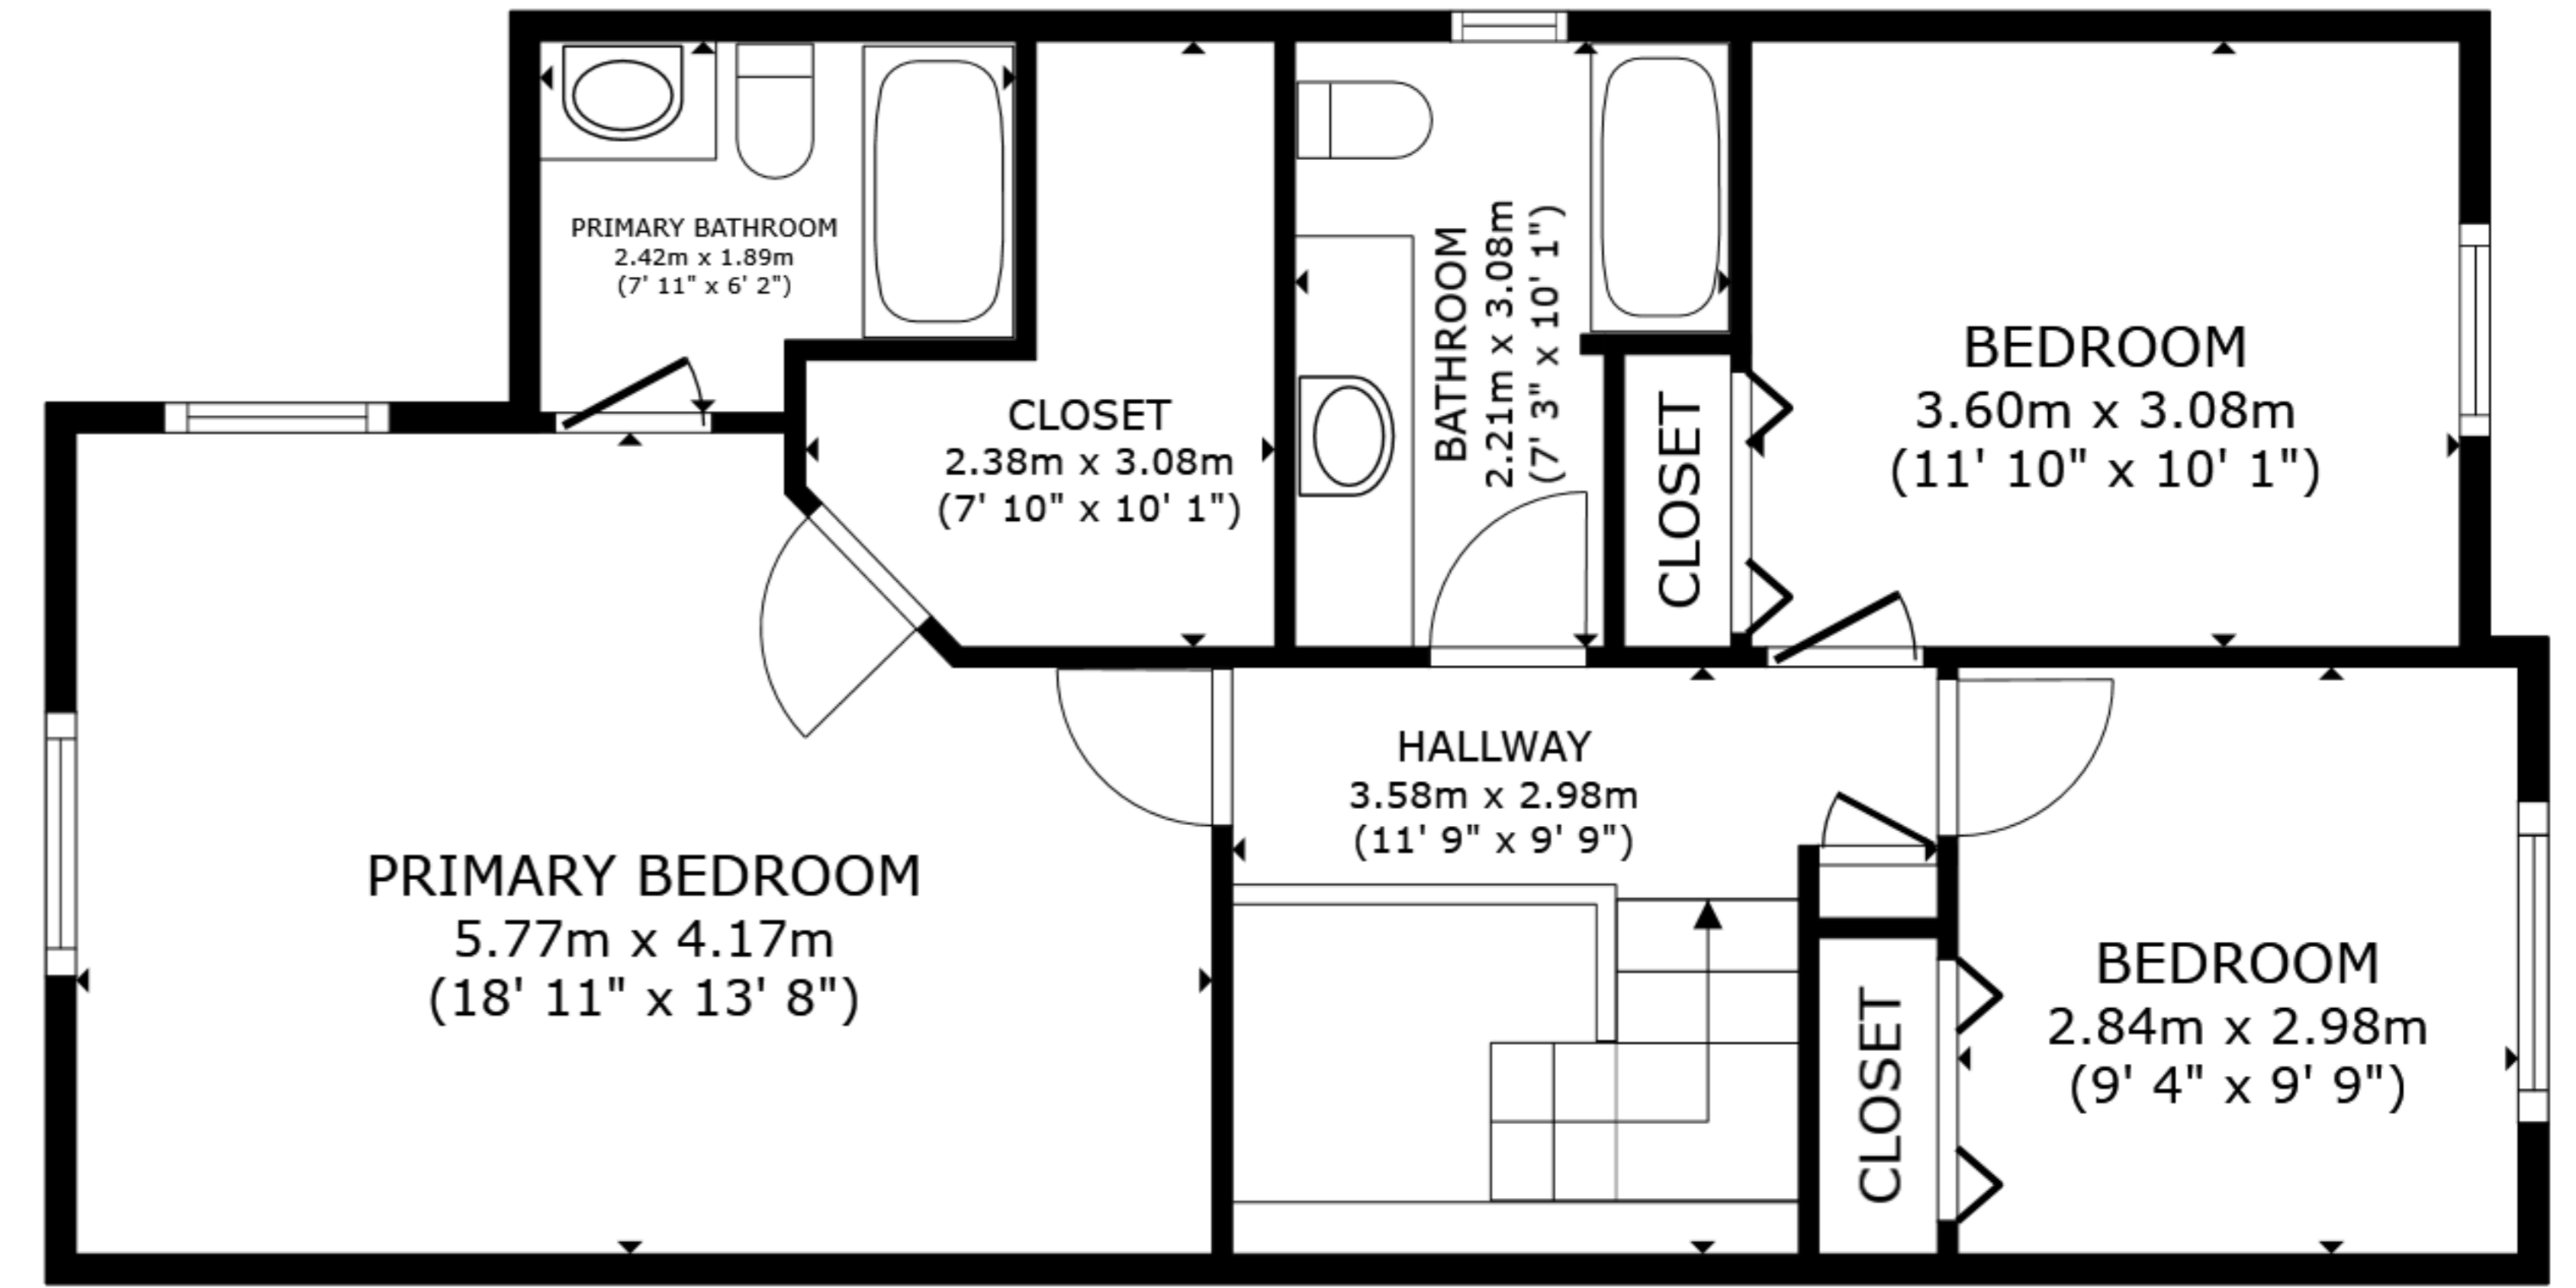 PRIMARY BATHROOM
2.42m x 1.89m
(7' 11" x 6' 2")
CLOSET
2.38m x 3.08m
(7' 10" x 10' 1")
BATHROOM
2.21m x 3.08m
(7' 3" x 10' 1")
CLOSET
BEDROOM
3.60m x 3.08m
(11' 10" x 10' 1")
PRIMARY BEDROOM
5.77m x 4.17m
(18' 11" x 13' 8")
HALLWAY
3.58m x 2.98m
(11' 9" x 9' 9")
CLOSET
BEDROOM
2.84m x 2.98m
(9' 4" x 9' 9")